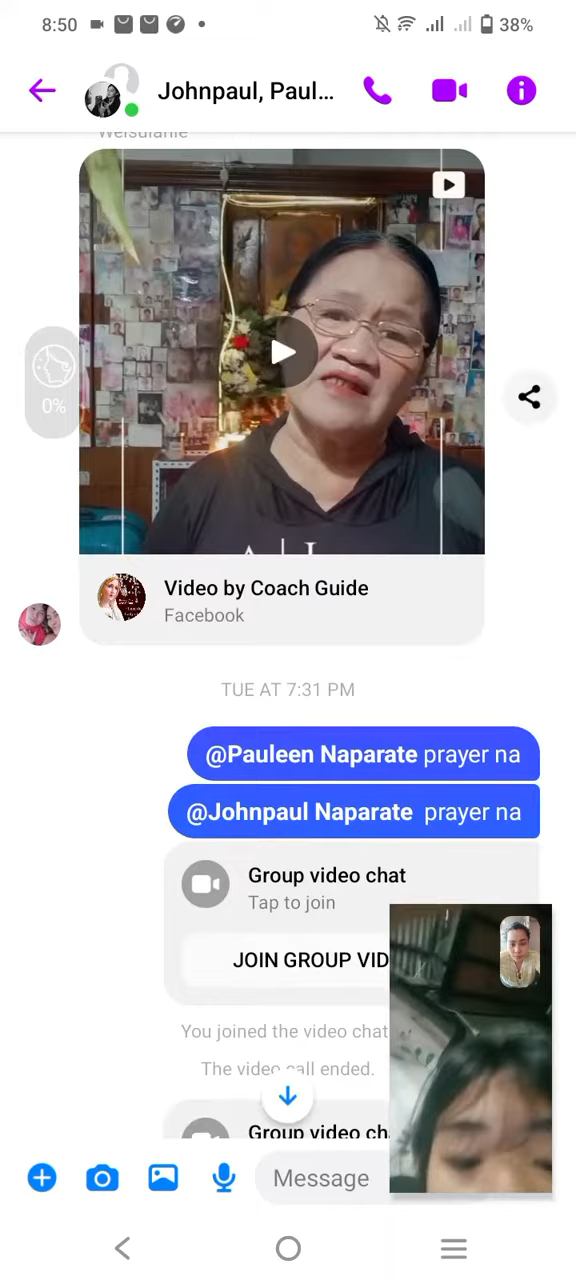 8:50
38%
Johnpaul, Paul...
Welsufanie
0%
Video by Coach Guide
Facebook
TUE AT 7:31 PM
@Pauleen Naparate prayer na
@Johnpaul Naparate prayer na
Group video chat
Tap to join
JOIN GROUP VID
You joined the video chat
The video call ended.
Group video ch
Message